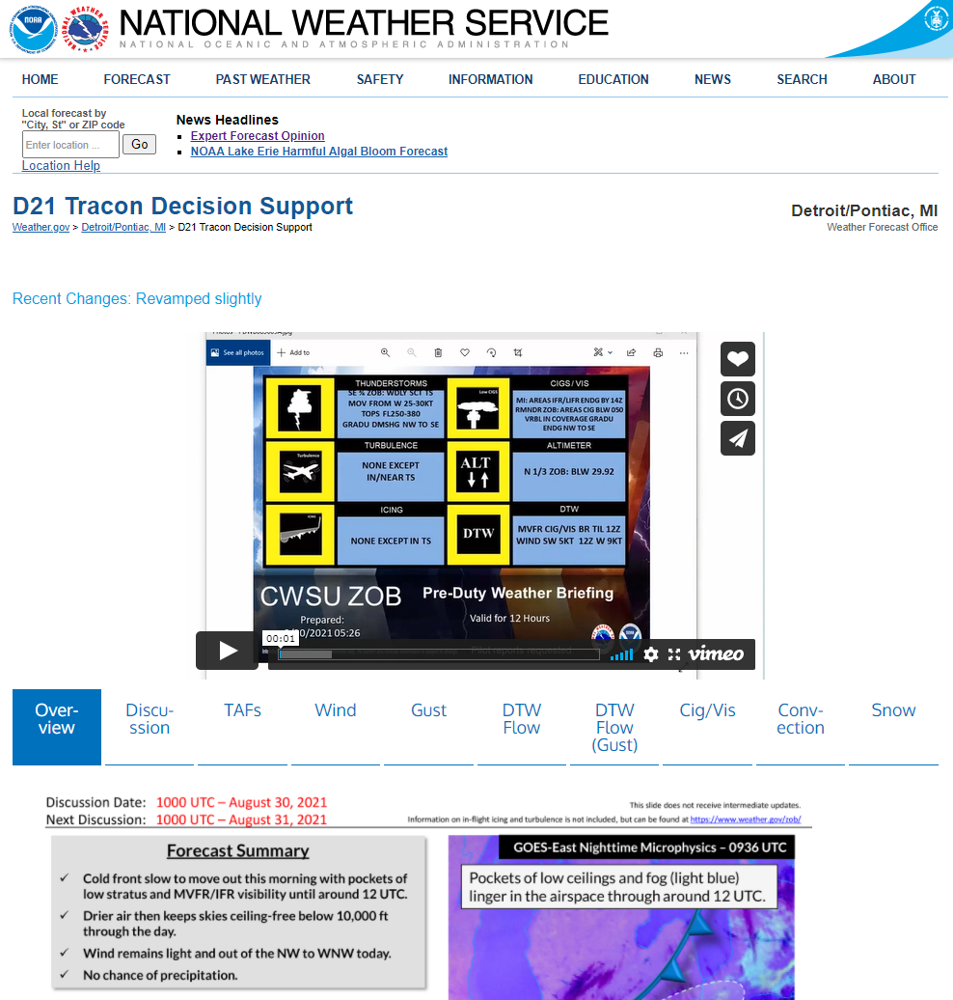 NATIONAL WEATHER SERVICE
NATIONAL OCEANIC AND ATMOSPHERIC ADMINISTRATION
HOME FORECAST PAST WEATHER SAFETY INFORMATION EDUCATION NEWS SEARCH ABOUT
Local forecast by
"City, St" or ZIP code
Enter location ... Go
Location Help
News Headlines
Expert Forecast Opinion
NOAA Lake Erie Harmful Algal Bloom Forecast
D21 Tracon Decision Support
Weather.gov > Detroit/Pontiac, MI > D21 Tracon Decision Support
Detroit/Pontiac, MI
Weather Forecast Office
Recent Changes: Revamped slightly
See all photos Add to
THUNDERSTORMS
SE ¾ ZOB: WDLY SCT TS
MOV FROM W 25-30KT
TOPS FL250-380
GRADU DMSHG NW TO SE
Low CIGS
CIGS/ VIS
MI: AREAS IFR/LIFR ENDG BY 14Z
RMNDR ZOB: AREAS CIG BLW 050
VRBL IN COVERAGE GRADU
ENDG NW TO SE
Turbulence
TURBULENCE
NONE EXCEPT
IN/NEAR TS
ALT
ALTIMETER
N 1/3 ZOB: BLW 29.92
ICING
ICING
NONE EXCEPT IN TS
DTW
DTW
MVFR CIG/VIS BR TIL 12Z
WIND SW 5KT 12Z W 9KT
CWSU ZOB
Prepared:
/2021 05:26
Pre-Duty Weather Briefing
Valid for 12 Hours
Pilot reports requested
00:01
vimeo
Over-
view
Discu-
ssion
TAFs
Wind
Gust
DTW
Flow
DTW
Flow
(Gust)
Cig/Vis
Conv-
ection
Snow
Discussion Date: 1000 UTC – August 30, 2021
Next Discussion: 1000 UTC – August 31, 2021
This slide does not receive intermediate updates.
Information on in-flight icing and turbulence is not included, but can be found at https://www.weather.gov/zob/
Forecast Summary
✓ Cold front slow to move out this morning with pockets of
low stratus and MVFR/IFR visibility until around 12 UTC.
✓ Drier air then keeps skies ceiling-free below 10,000 ft
through the day.
✓ Wind remains light and out of the NW to WNW today.
✓ No chance of precipitation.
GOES-East Nighttime Microphysics – 0936 UTC
Pockets of low ceilings and fog (light blue)
linger in the airspace through around 12 UTC.